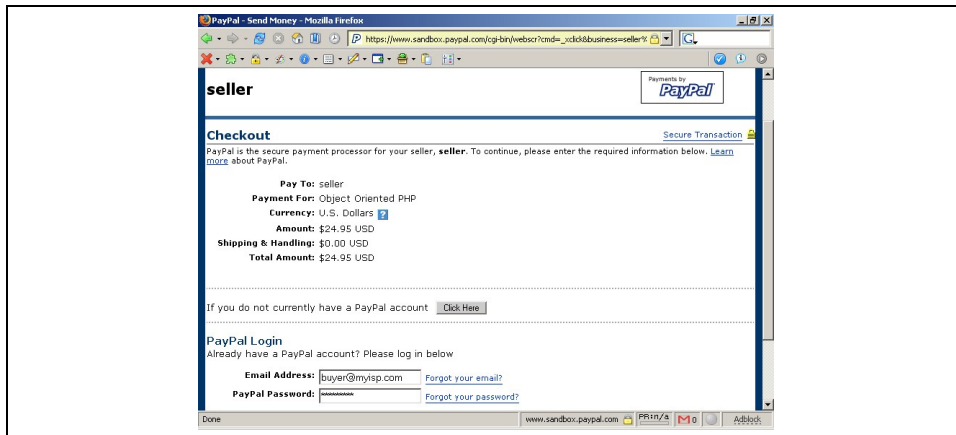 PayPal - Send Money - Mozilla Firefox
https://www.sandbox.paypal.com/cgi-bin/webscr?cmd=_xclick&business=seller%
G
seller
Payments by
PayPal
Checkout
Secure Transaction
PayPal is the secure payment processor for your seller, seller. To continue, please enter the required information below. Learn
more about PayPal.
Pay To: seller
Payment For: Object Oriented PHP
Currency: U.S. Dollars ?
Amount: $24.95 USD
Shipping & Handling: $0.00 USD
Total Amount: $24.95 USD
If you do not currently have a PayPal account Click Here
PayPal Login
Already have a PayPal account? Please log in below
Email Address: buyer@myisp.com Forgot your email?
PayPal Password: ********* Forgot your password?
Done www.sandbox.paypal.com PR:n/a M 0 Adblock